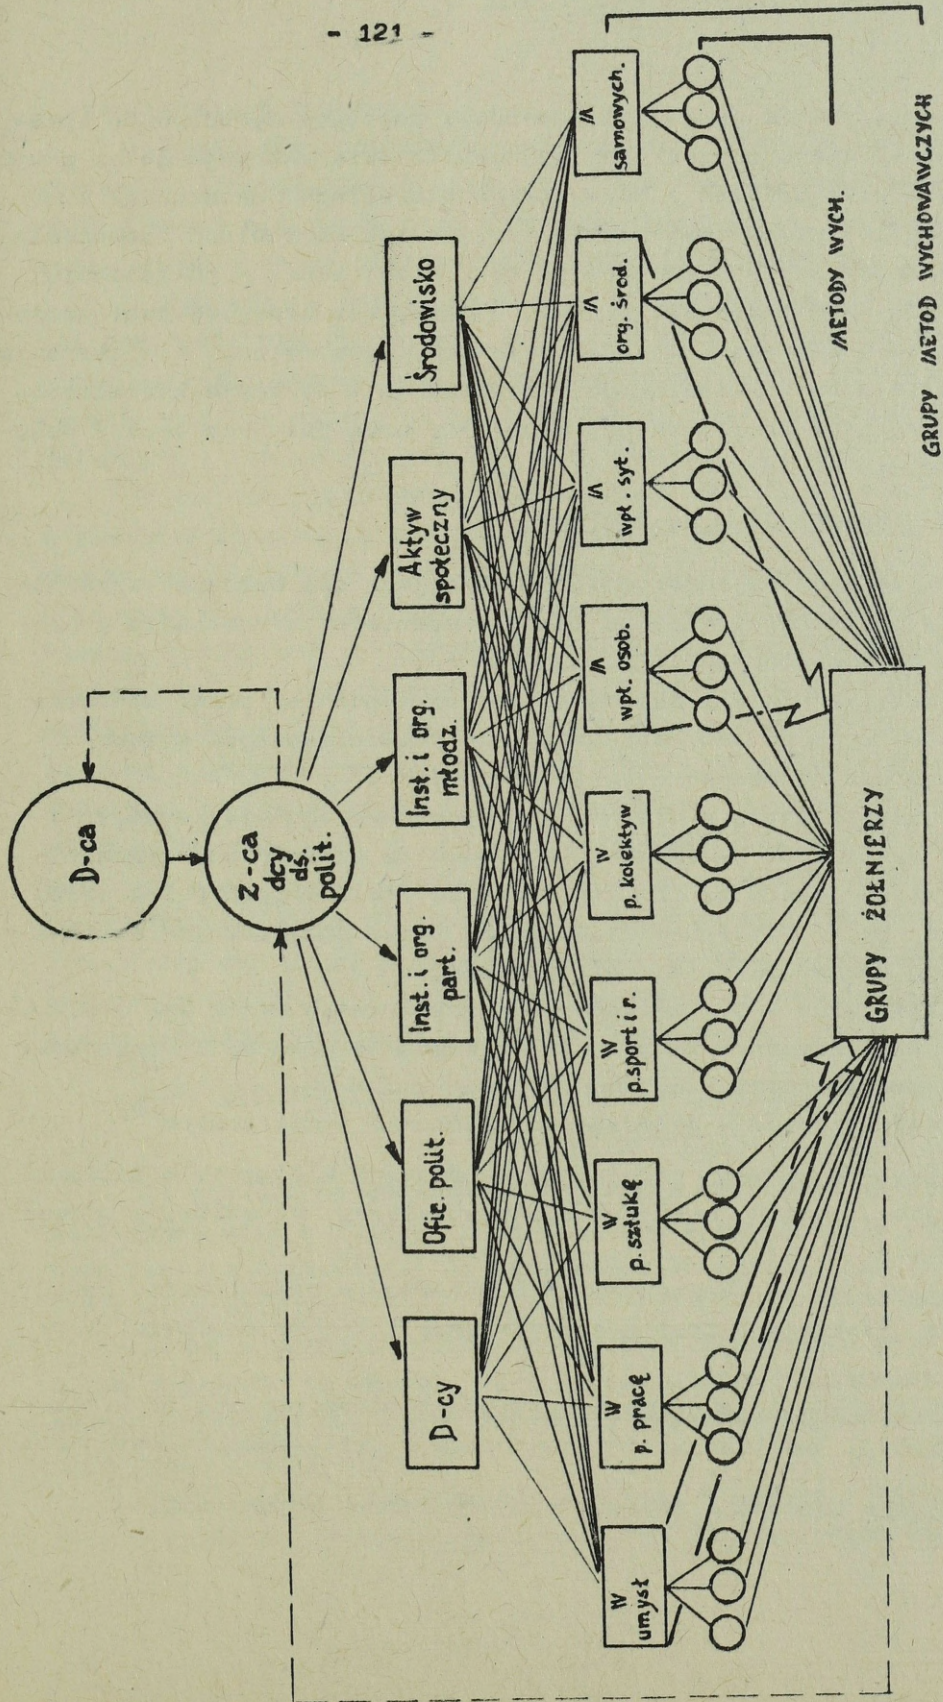 - 121 -
D-ca
Z-ca
dcy
ds.
polit.
D-cy
Ofic. polit.
Inst. i org.
part.
Inst. i org.
młodz.
Aktyw
społeczny
Środowisko
W
umysł
W
p. pracę
W
p. sztukę
W
p. sport i r.
W
p. kolektyw
M
wpł. osob.
M
wpł. syt.
M
org. środ.
M
samowych.
GRUPY ŻOŁNIERZY
METODY WYCH.
GRUPY METOD WYCHOWAWCZYCH